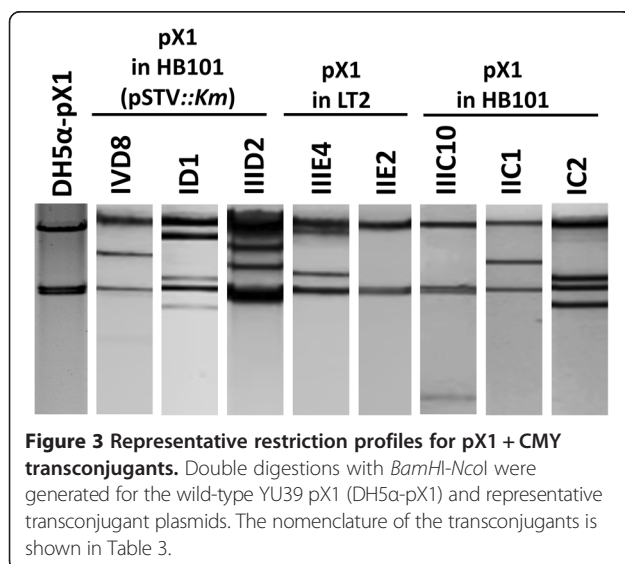 pX1
in HB101
(pSTV::Km)
pX1
in LT2
pX1
in HB101
DH5α-pX1
IVD8
ID1
IIID2
IIIE4
IIE2
IIIC10
IIC1
IC2
Figure 3 Representative restriction profiles for pX1 + CMY
transconjugants. Double digestions with BamHI-NcoI were
generated for the wild-type YU39 pX1 (DH5α-pX1) and representative
transconjugant plasmids. The nomenclature of the transconjugants is
shown in Table 3.